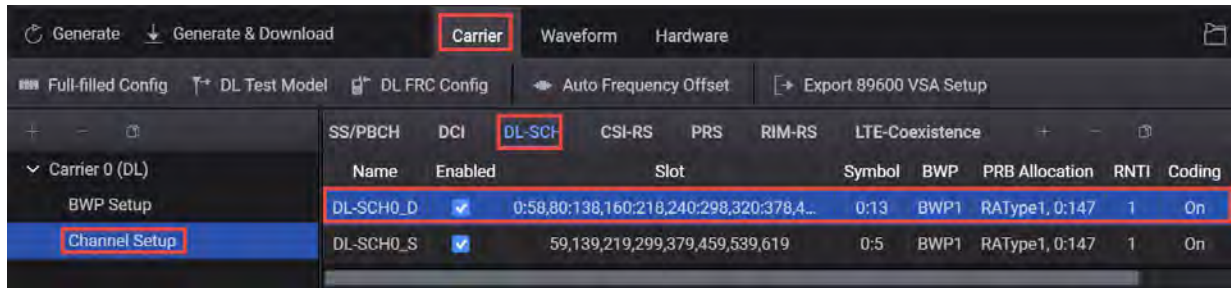 Generate Generate & Download Carrier Waveform Hardware
Full-filled Config DL Test Model DL FRC Config Auto Frequency Offset Export 89600 VSA Setup
SS/PBCH DCI DL-SCH CSI-RS PRS RIM-RS LTE-Coexistence
Carrier 0 (DL) Name Enabled Slot Symbol BWP PRB Allocation RNTI Coding
BWP Setup DL-SCH0_D 0:58,80:138,160:218,240:298,320:378,4... 0:13 BWP1 RAType1, 0:147 1 On
Channel Setup DL-SCH0_S 59,139,219,299,379,459,539,619 0:5 BWP1 RAType1, 0:147 1 On